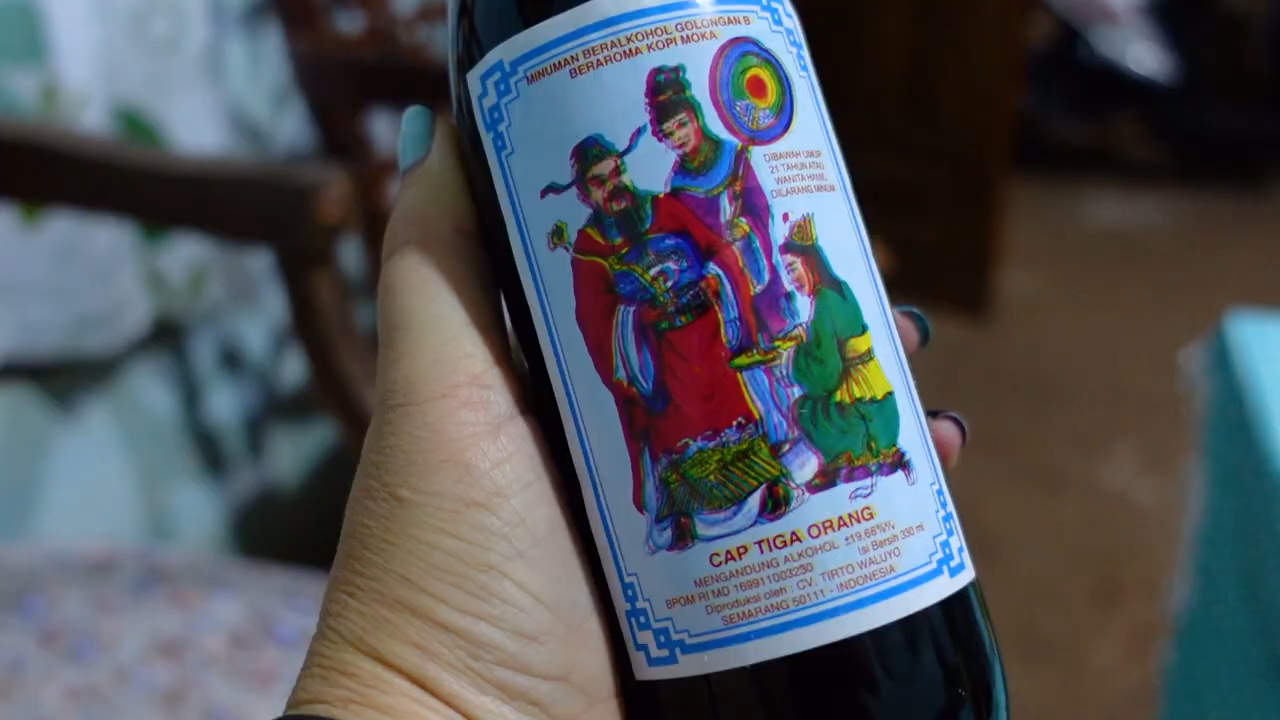 MINUMAN BERALKOHOL GOLONGAN B
BERAROMA KOPI MOKA
DIBAWAH UMUR
21 TAHUN ATAU
WANITA HAMIL
DILARANG MINUM
CAP TIGA ORANG
MENGANDUNG ALKOHOL ±19.66% v/v
BPOM RI MD 169911003230 Isi Bersih 330 ml
Diproduksi oleh : CV. TIRTO WALUYO
SEMARANG 50111 - INDONESIA